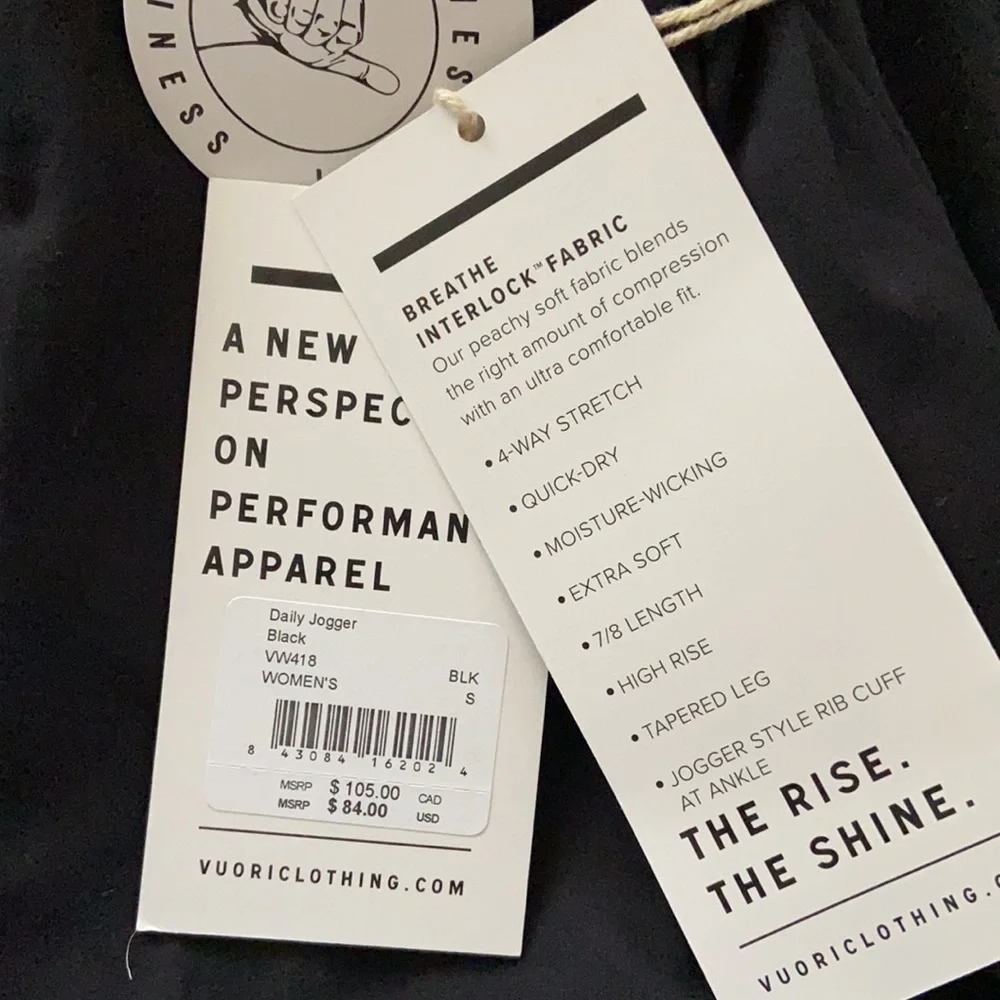 A NEW
PERSPEC
ON
PERFORMAN
APPAREL
Daily Jogger
Black
VW418
WOMEN'S BLK
S
8 43084 16202 4
MSRP $ 105.00 CAD
MSRP $ 84.00 USD
VUORICLOTHING.COM
BREATHE
INTERLOCK™ FABRIC
Our peachy soft fabric blends
the right amount of compression
with an ultra comfortable fit.
• 4-WAY STRETCH
• QUICK-DRY
• MOISTURE-WICKING
• EXTRA SOFT
• 7/8 LENGTH
• HIGH RISE
• TAPERED LEG
• JOGGER STYLE RIB CUFF
AT ANKLE
THE RISE.
THE SHINE.
VUORICLOTHING.